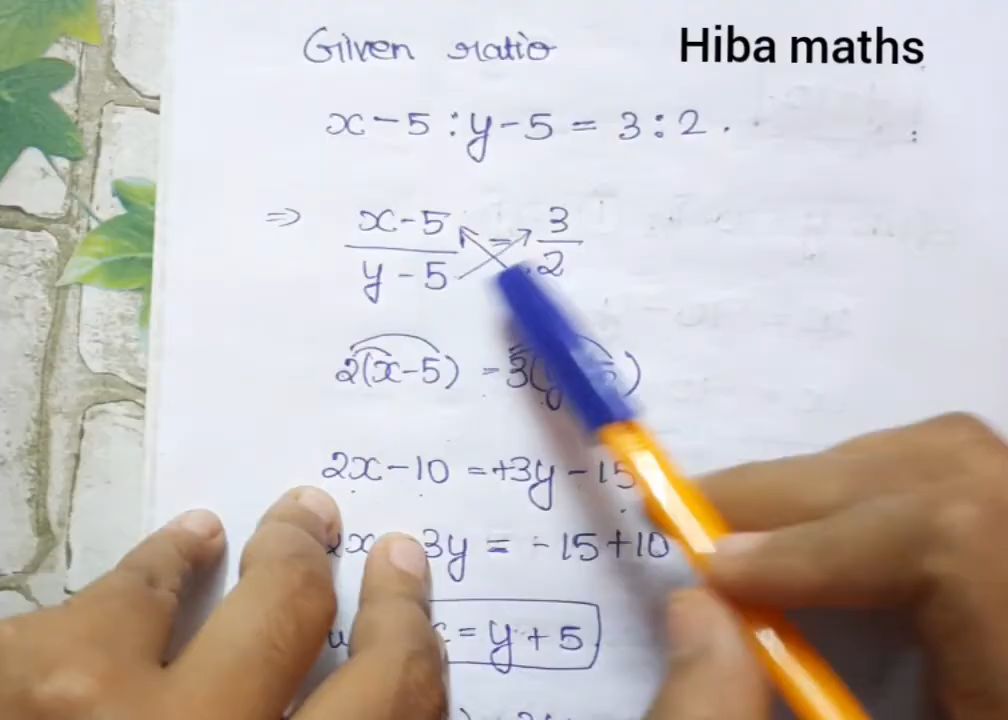 Given ratio
Hiba maths
x-5 : y-5 = 3 : 2 .
⇒ x-5/y-5 = 3/2
2(x-5) = 3(
2x-10 = +3y-15
2x 3y = -15+10
= y+5